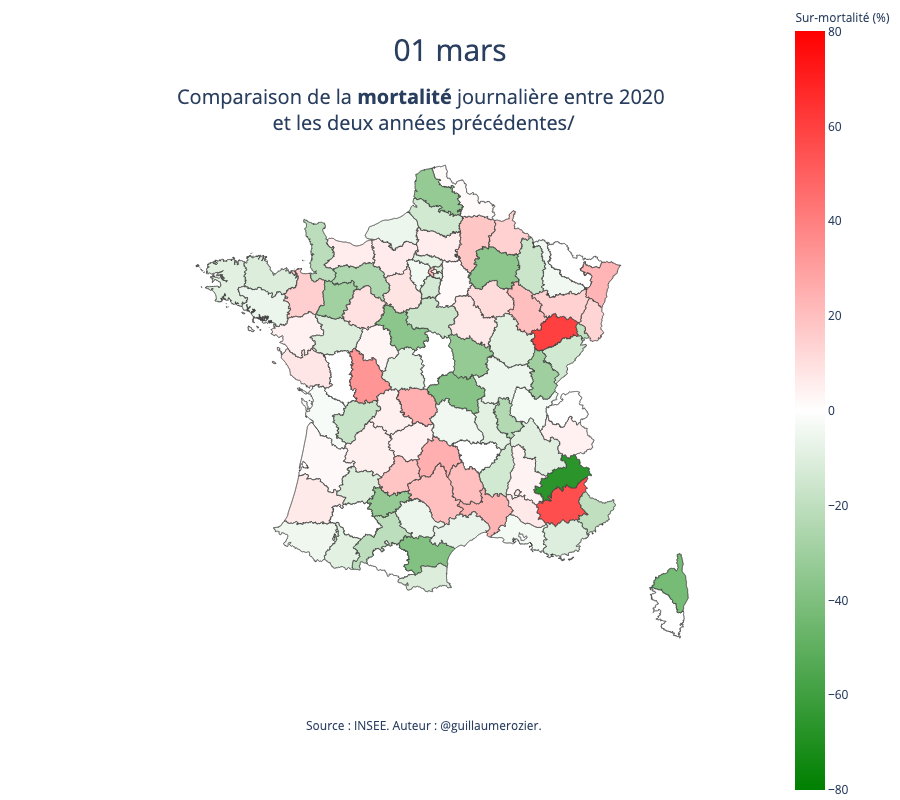 01 mars
Comparaison de la mortalité journalière entre 2020
et les deux années précédentes/
Sur-mortalité (%)
80
60
40
20
0
−20
−40
−60
−80
Source : INSEE. Auteur : @guillaumerozier.